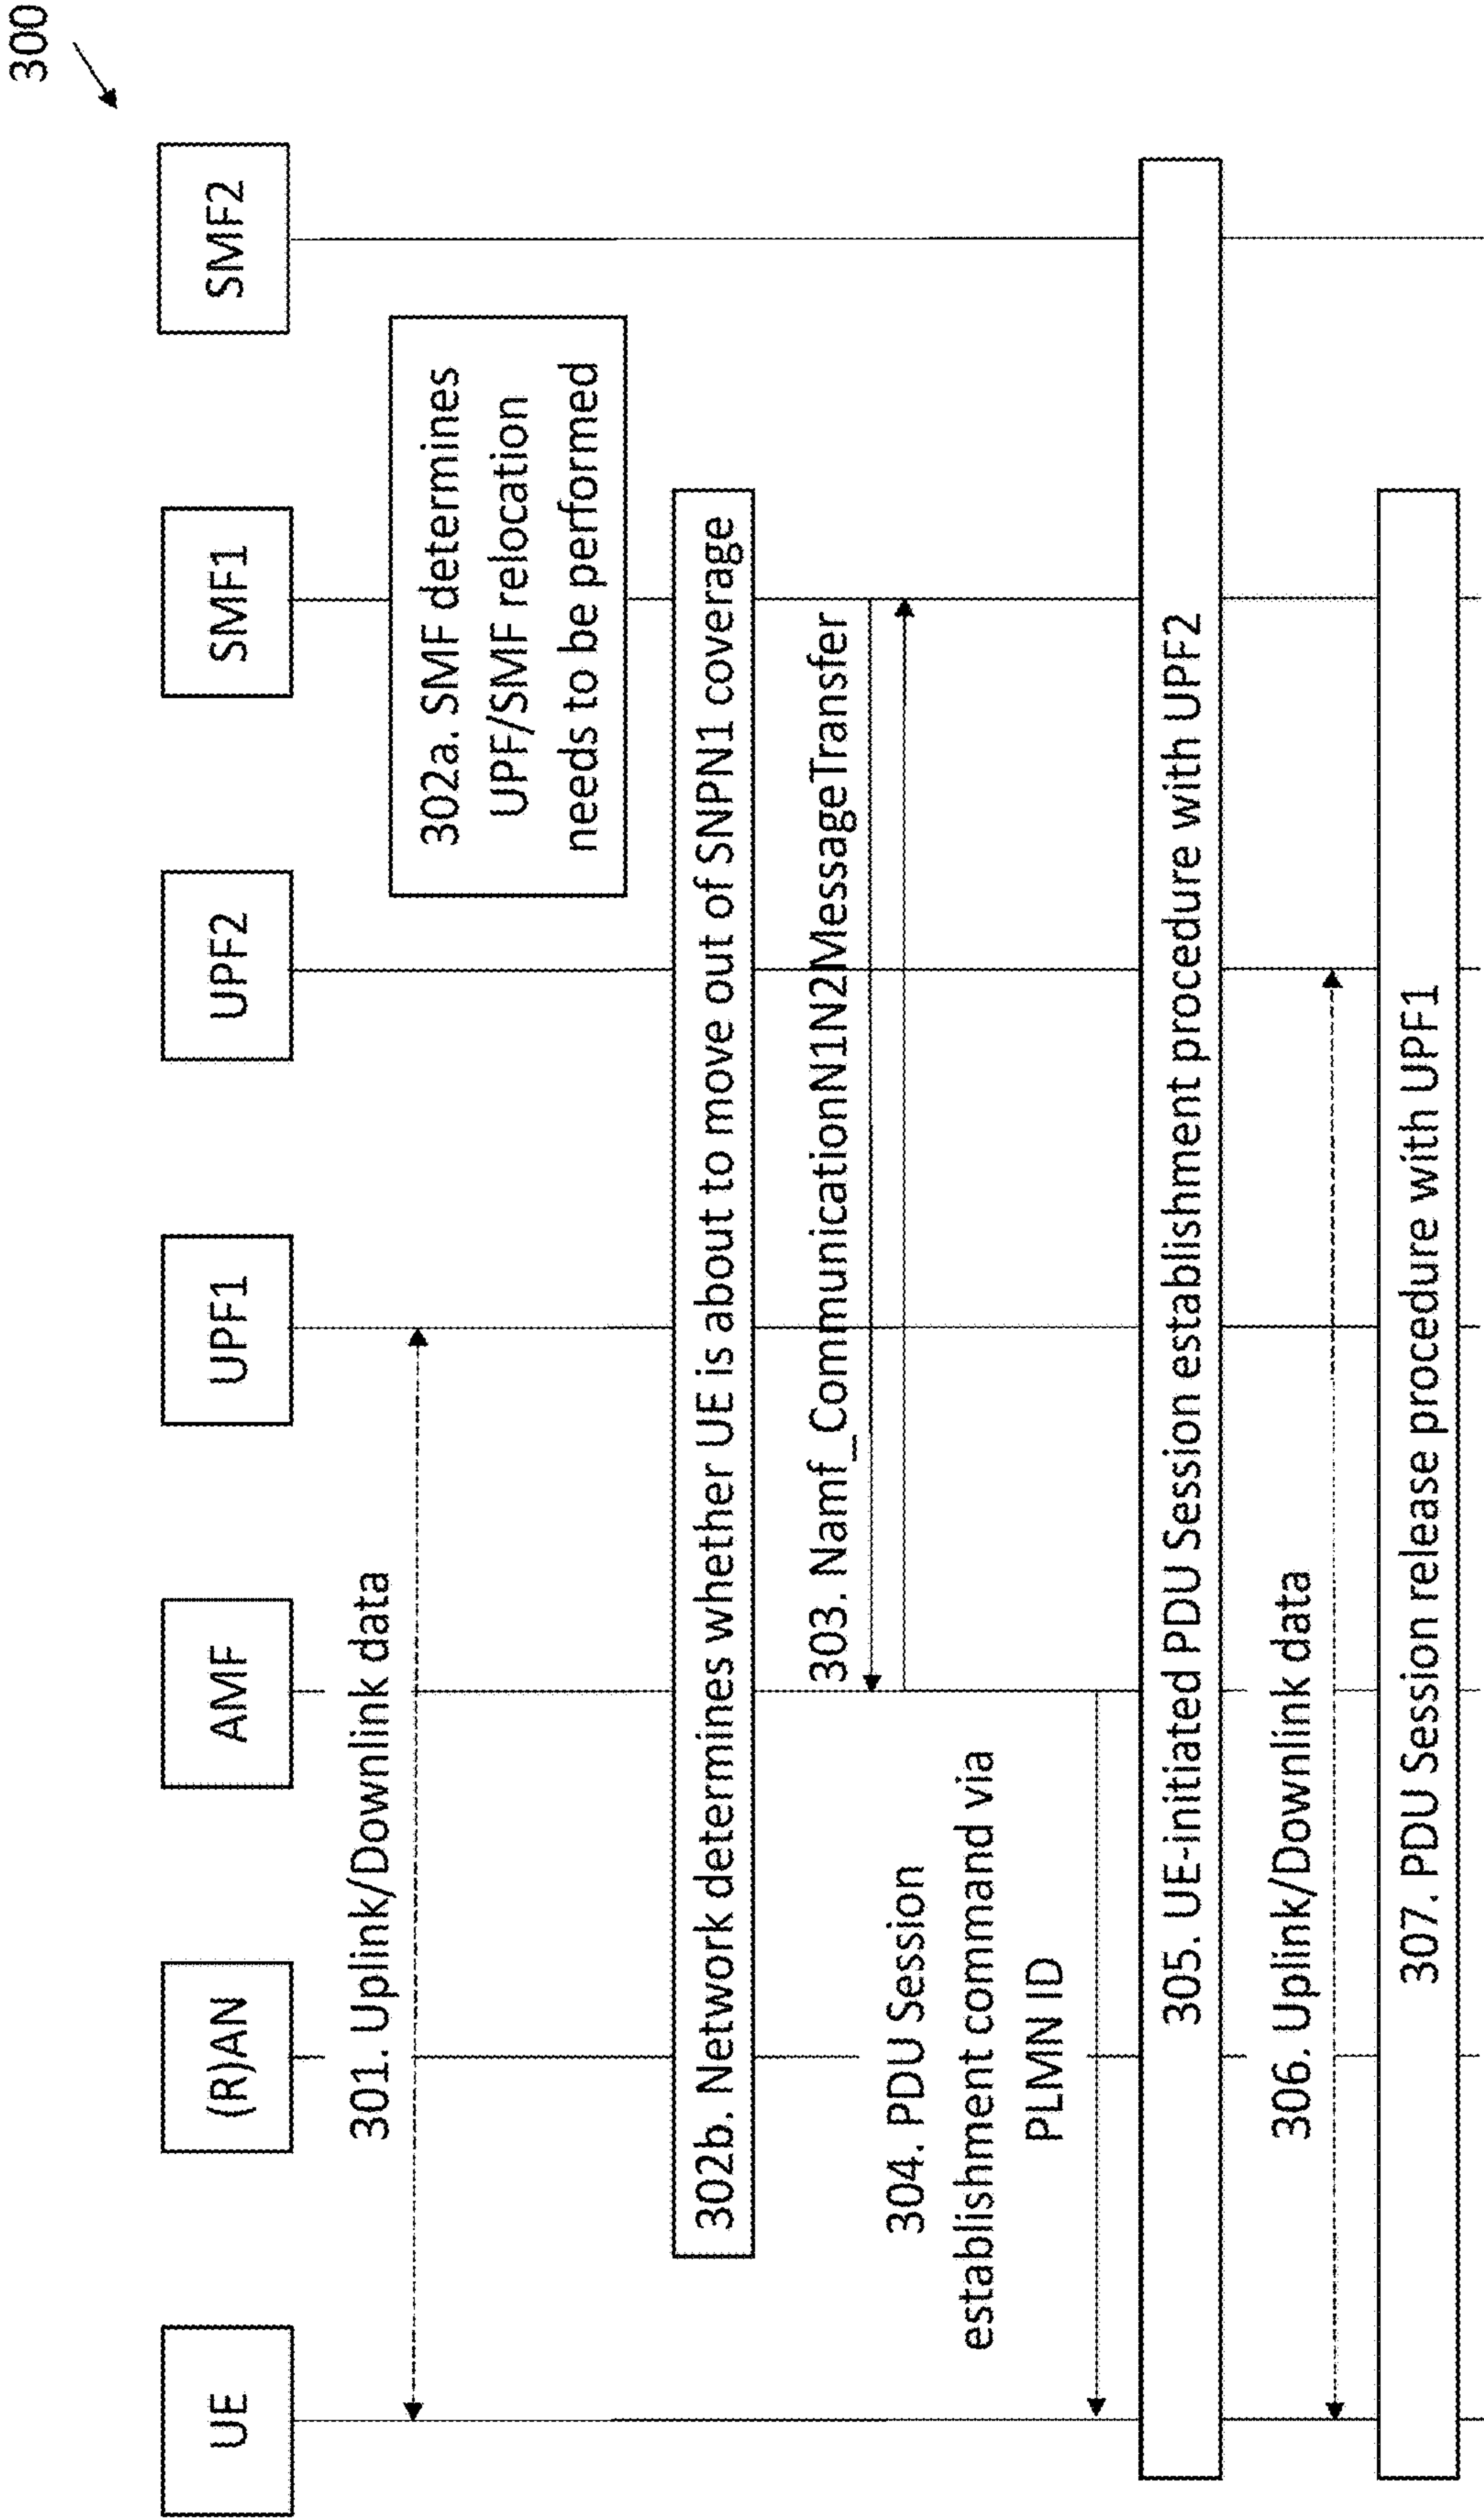 300
UE
(R)AN
AMF
UPF1
UPF2
SMF1
SMF2
301. Uplink/Downlink data
302a. SMF determines
UPF/SMF relocation
needs to be performed
302b. Network determines whether UE is about to move out of SNPN1 coverage
303. Namf_CommunicationN1N2MessageTransfer
304. PDU Session
establishment command via
PLMN ID
305. UE-initiated PDU Session establishment procedure with UPF2
306. Uplink/Downlink data
307. PDU Session release procedure with UPF1